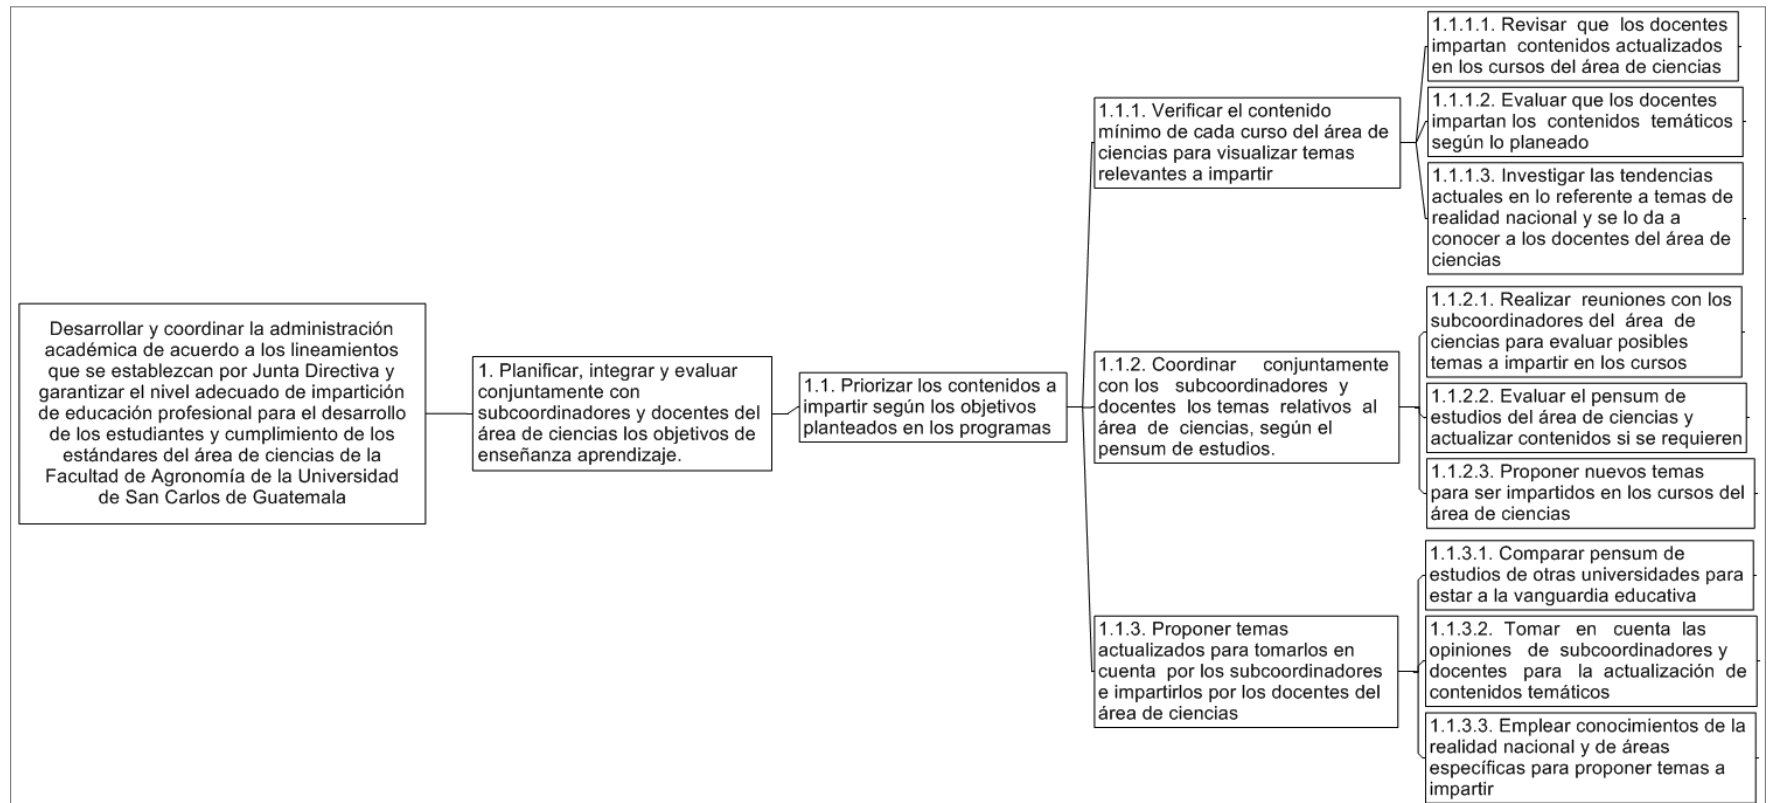 Desarrollar y coordinar la administración
académica de acuerdo a los lineamientos
que se establezcan por Junta Directiva y
garantizar el nivel adecuado de impartición
de educación profesional para el desarrollo
de los estudiantes y cumplimiento de los
estándares del área de ciencias de la
Facultad de Agronomía de la Universidad
de San Carlos de Guatemala
1. Planificar, integrar y evaluar
conjuntamente con
subcoordinadores y docentes del
área de ciencias los objetivos de
enseñanza aprendizaje.
1.1. Priorizar los contenidos a
impartir según los objetivos
planteados en los programas
1.1.1. Verificar el contenido
mínimo de cada curso del área de
ciencias para visualizar temas
relevantes a impartir
1.1.1.1. Revisar que los docentes
impartan contenidos actualizados
en los cursos del área de ciencias
1.1.1.2. Evaluar que los docentes
impartan los contenidos temáticos
según lo planeado
1.1.1.3. Investigar las tendencias
actuales en lo referente a temas de
realidad nacional y se lo da a
conocer a los docentes del área de
ciencias
1.1.2. Coordinar conjuntamente
con los subcoordinadores y
docentes los temas relativos al
área de ciencias, según el
pensum de estudios.
1.1.2.1. Realizar reuniones con los
subcoordinadores del área de
ciencias para evaluar posibles
temas a impartir en los cursos
1.1.2.2. Evaluar el pensum de
estudios del área de ciencias y
actualizar contenidos si se requieren
1.1.2.3. Proponer nuevos temas
para ser impartidos en los cursos del
área de ciencias
1.1.3. Proponer temas
actualizados para tomarlos en
cuenta por los subcoordinadores
e impartirlos por los docentes del
área de ciencias
1.1.3.1. Comparar pensum de
estudios de otras universidades para
estar a la vanguardia educativa
1.1.3.2. Tomar en cuenta las
opiniones de subcoordinadores y
docentes para la actualización de
contenidos temáticos
1.1.3.3. Emplear conocimientos de la
realidad nacional y de áreas
específicas para proponer temas a
impartir